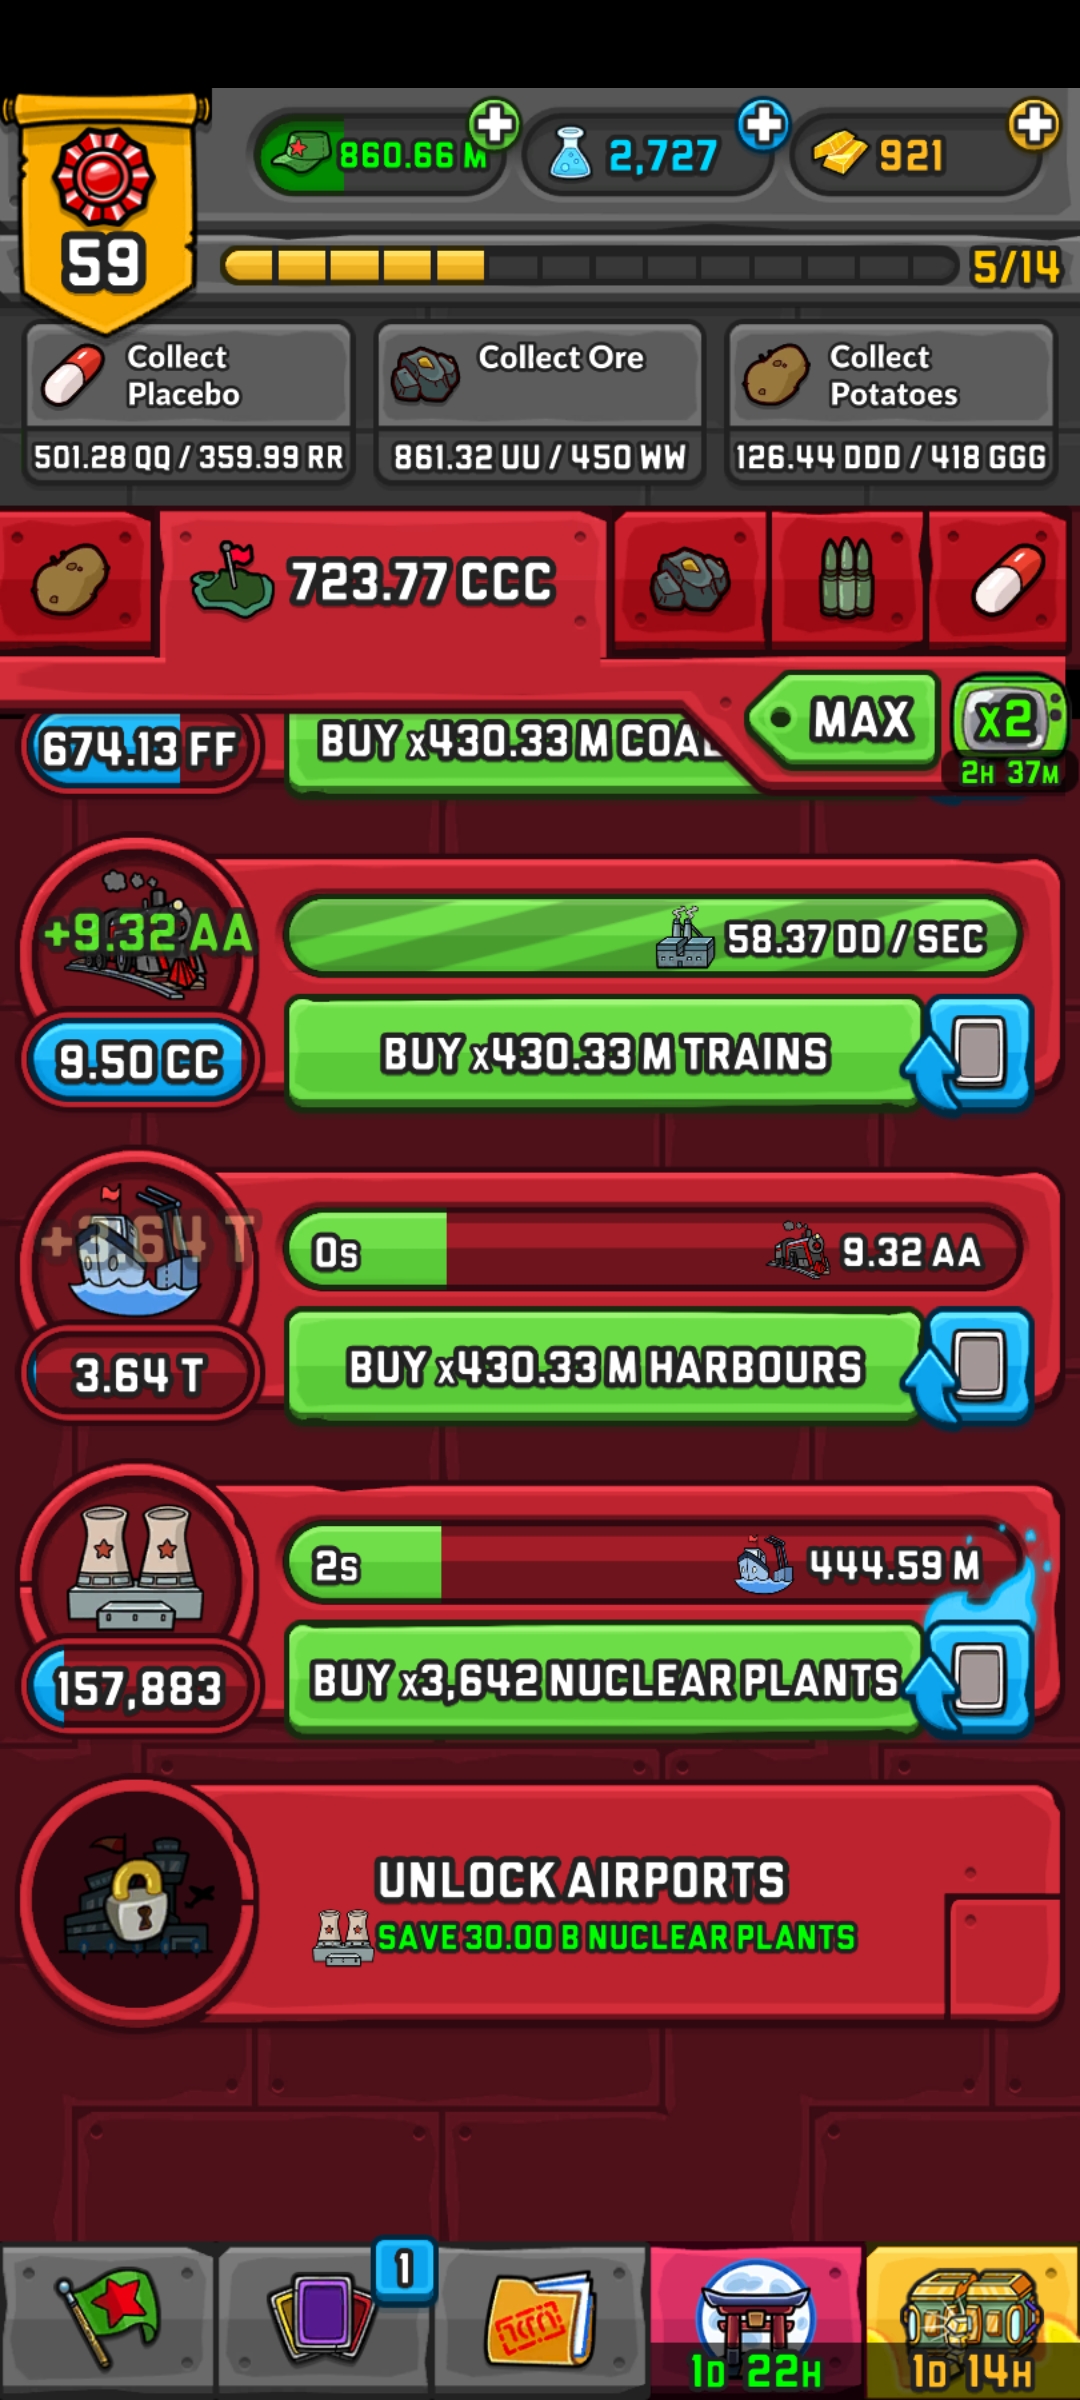 59
860.66 M
2,727
921
5/14
Collect
Placebo
501.28 QQ / 359.99 RR
Collect Ore
861.32 UU / 450 WW
Collect
Potatoes
126.44 DDD / 418 GGG
723.77 CCC
MAX
x2
2H 37M
674.13 FF
BUY x430.33 M COAL
+9.32 AA
58.37 DD / SEC
9.50 CC
BUY x430.33 M TRAINS
+3.64 T
0s
9.32 AA
3.64 T
BUY x430.33 M HARBOURS
2s
444.59 M
157,883
BUY x3,642 NUCLEAR PLANTS
UNLOCK AIRPORTS
SAVE 30.00 B NUCLEAR PLANTS
1
1D 22H
1D 14H